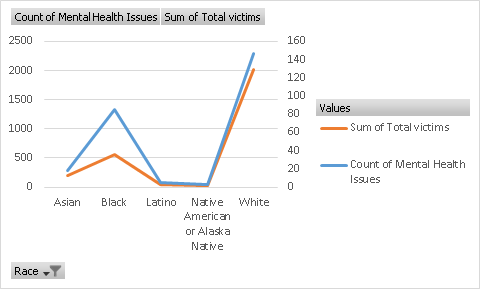 Count of Mental Health Issues Sum of Total victims
2500 160
2000 140
1500 120
1000 100
500 80
0 60
40
20
0
Values
Sum of Total victims
Count of Mental Health
Issues
Asian Black Latino Native White
American
or Alaska
Native
Race